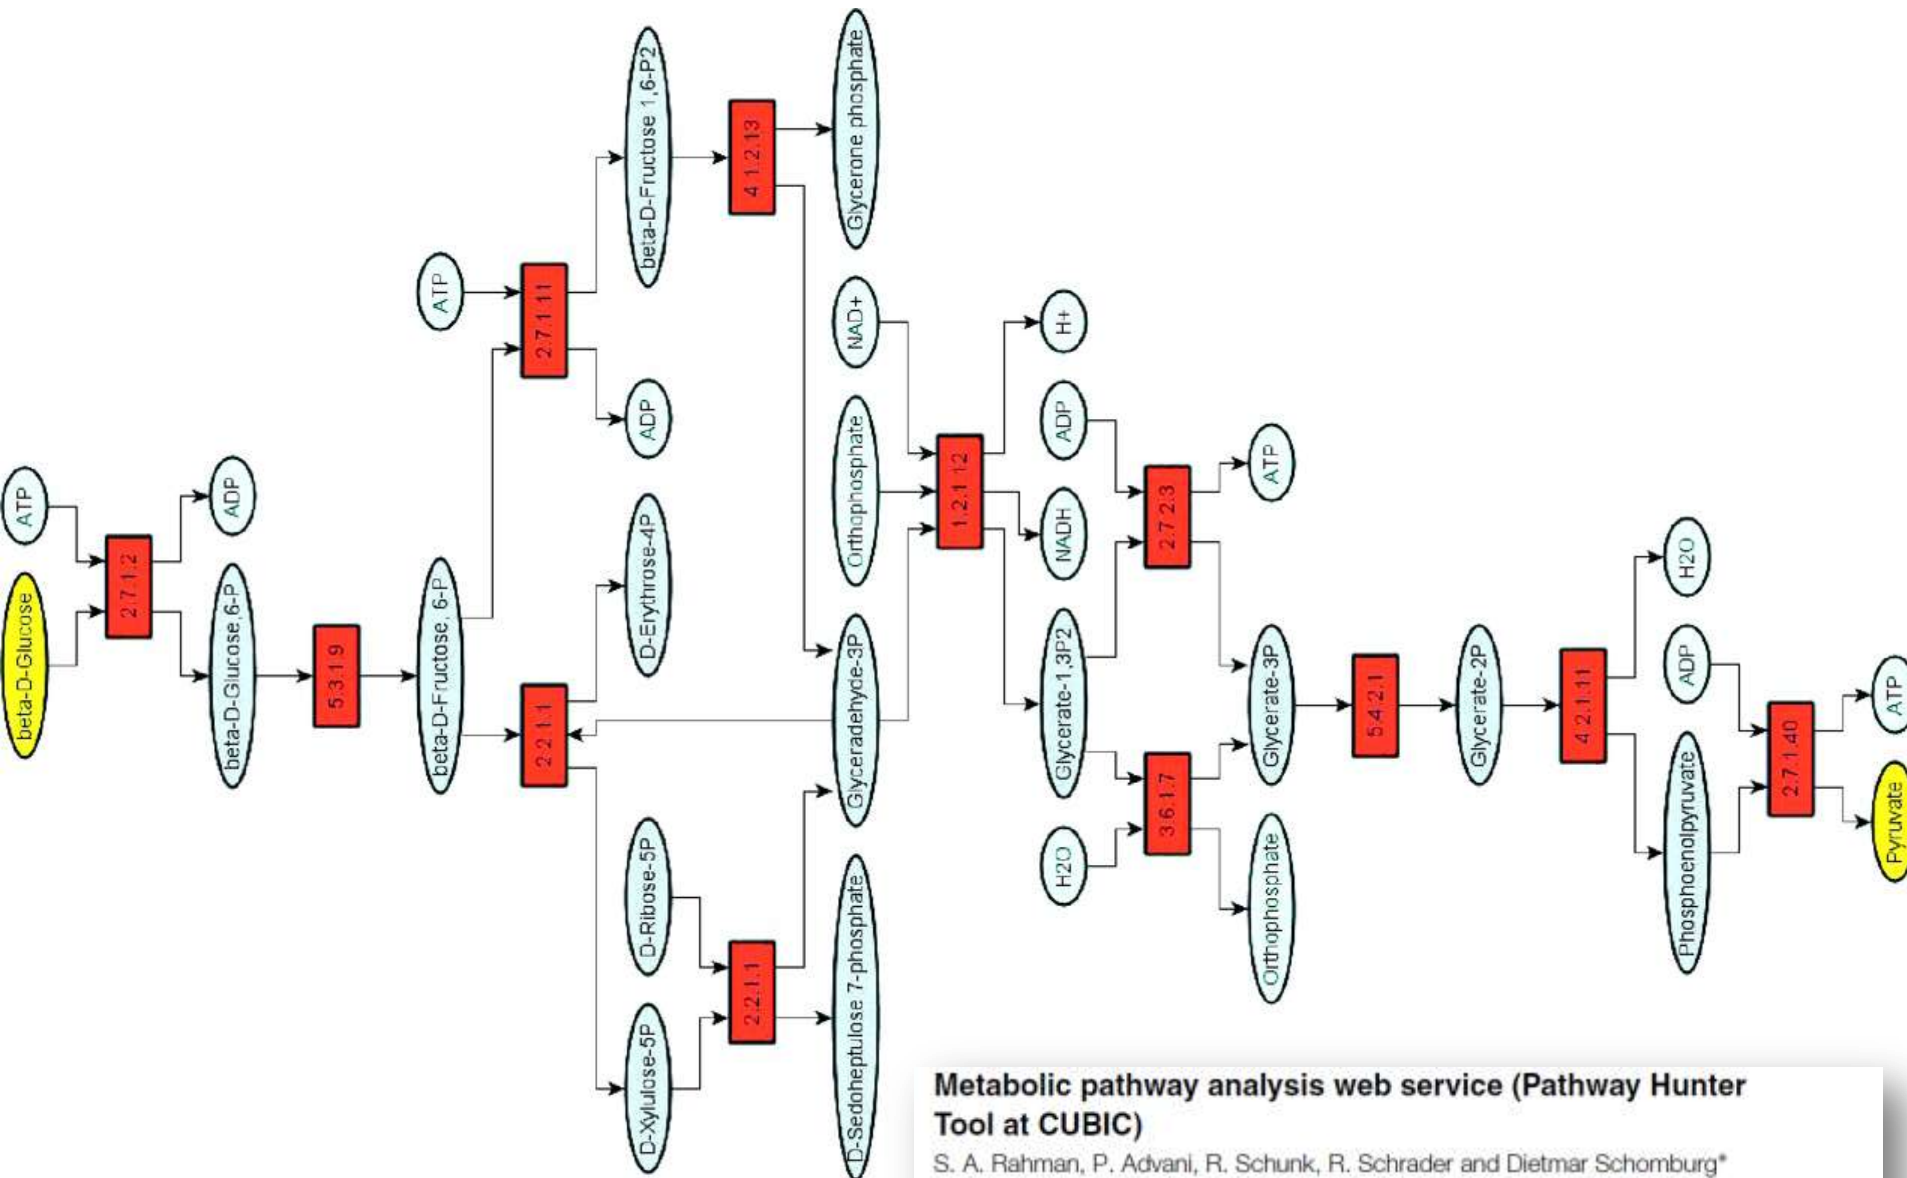 beta-D-Glucose
ATP
2.7.1.2
beta-D-Glucose,6-P
ADP
5.3.1.9
beta-D-Fructose, 6-P
ATP
2.2.1.1
2.7.1.11
D-Xylulose-5P
D-Ribose-5P
D-Erythrose-4P
ADP
beta-D-Fructose 1,6-P2
2.2.1.1
4.1.2.13
D-Sedoheptulose 7-phosphate
Glyceradehyde-3P
Orthophosphate
NAD+
Glycerone phosphate
1.2.1.12
H2O
Glycerate-1,3P2
NADH
ADP
H+
3.6.1.7
2.7.2.3
Orthophosphate
Glycerate-3P
ATP
5.4.2.1
Glycerate-2P
4.2.1.11
Phosphoenolpyruvate
ADP
H2O
2.7.1.40
Pyruvate
ATP
Metabolic pathway analysis web service (Pathway Hunter
Tool at CUBIC)
S. A. Rahman, P. Advani, R. Schunk, R. Schrader and Dietmar Schomburg*